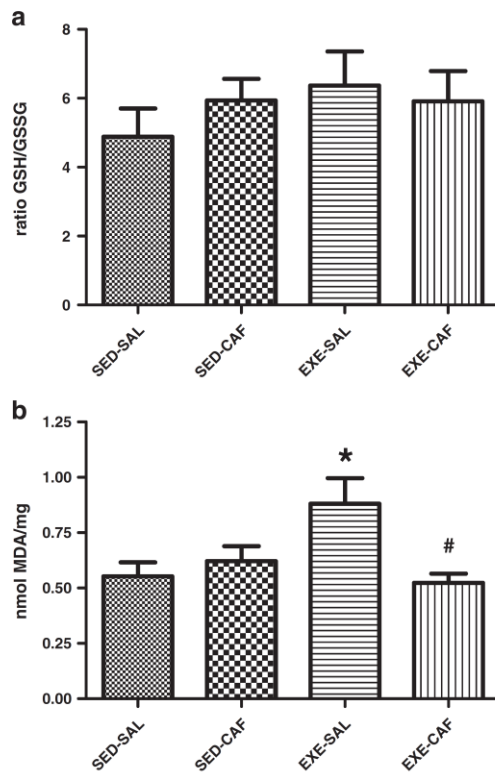 a
ratio GSH/GSSG
8
6
4
2
0
SED-SAL
SED-CAF
EXE-SAL
EXE-CAF
b
nmol MDA/mg
1.25
1.00
0.75
0.50
0.25
0.00
*
#
SED-SAL
SED-CAF
EXE-SAL
EXE-CAF